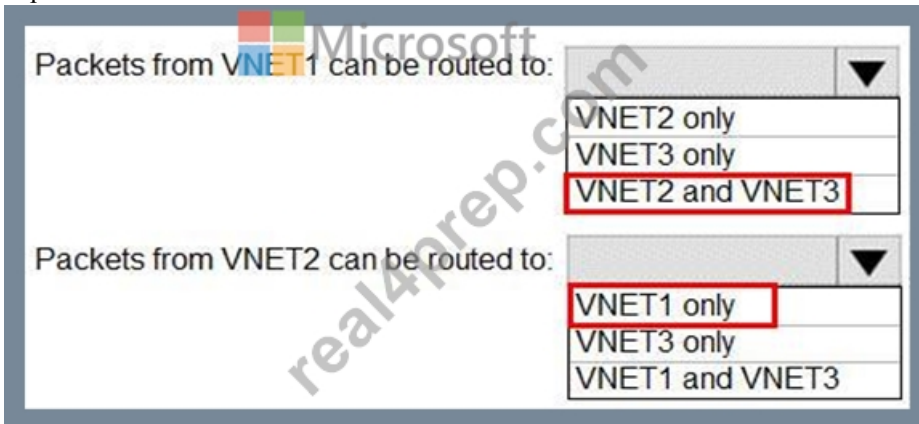 Microsoft
Packets from VNET1 can be routed to:
VNET2 only
VNET3 only
VNET2 and VNET3
Packets from VNET2 can be routed to:
VNET1 only
VNET3 only
VNET1 and VNET3
real4prep.com